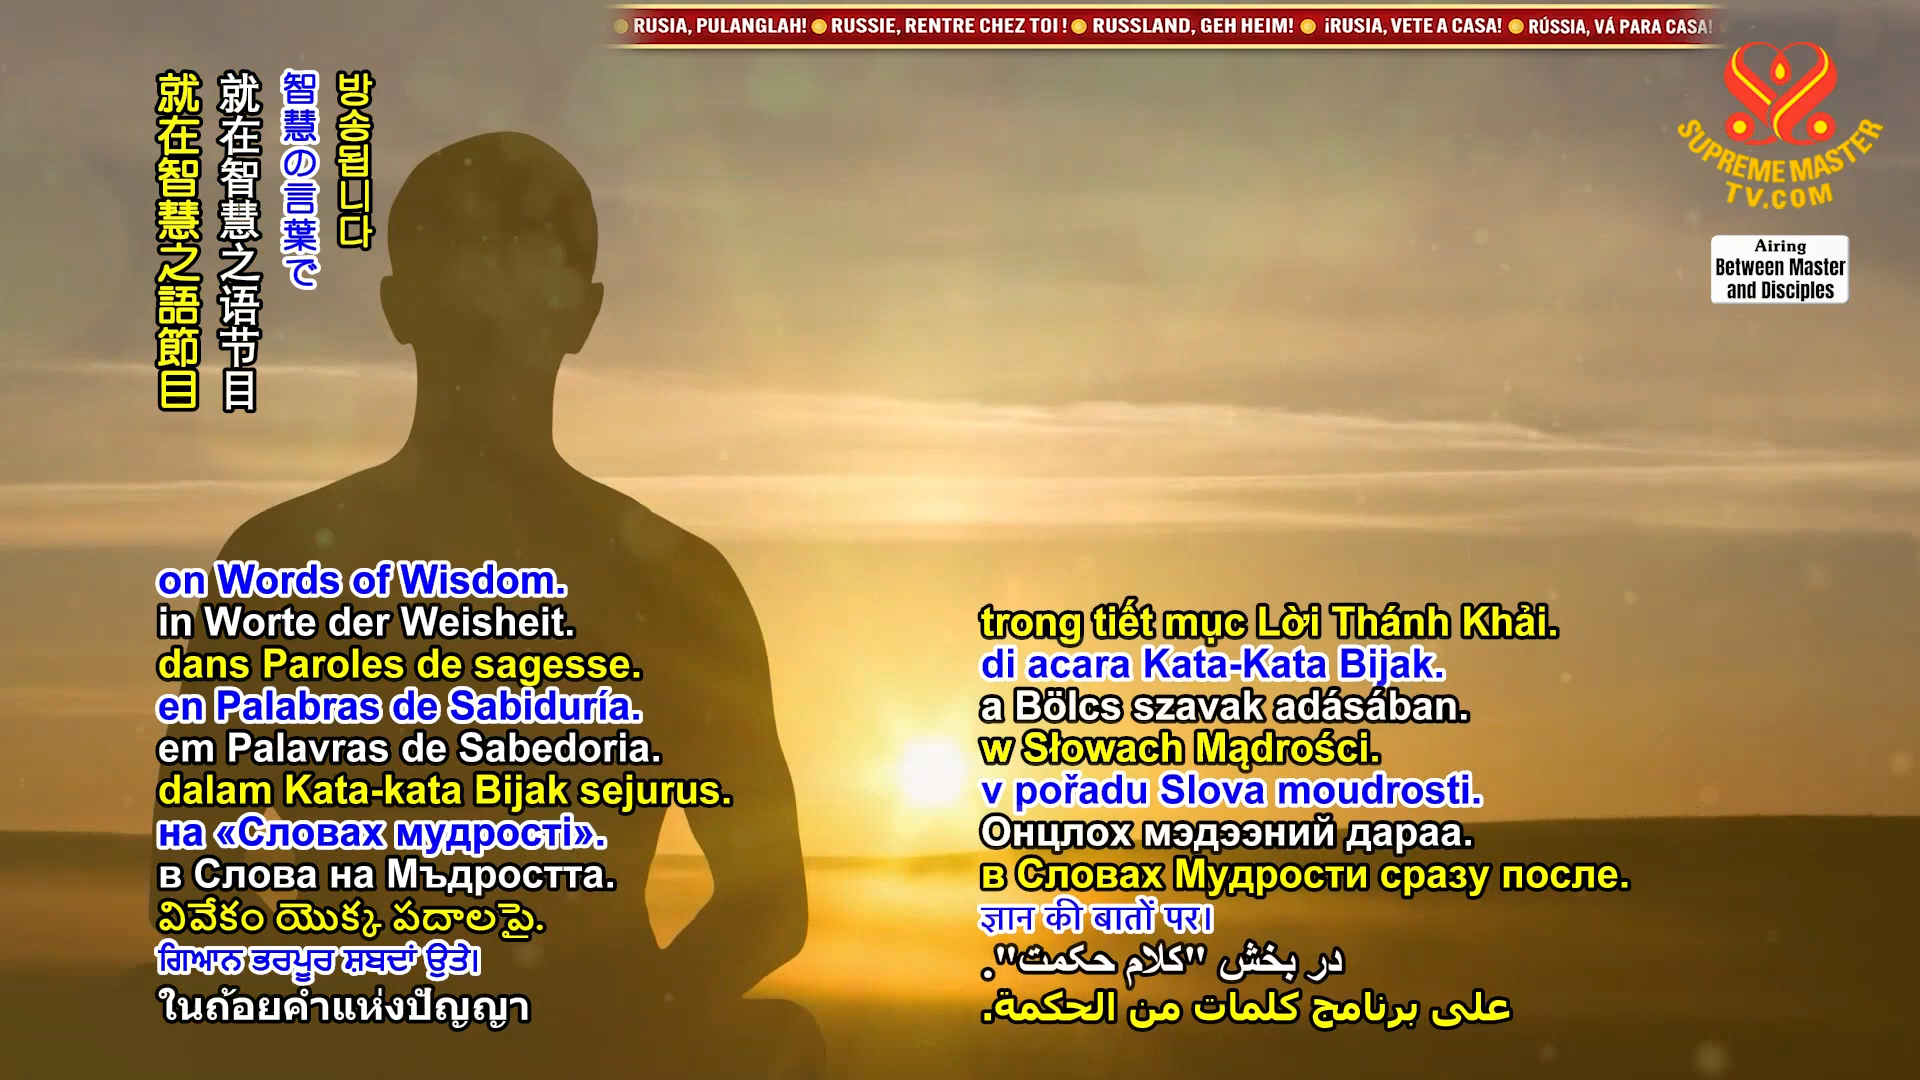 RUSIA, PULANGLAH! RUSSIE, RENTRE CHEZ TOI ! RUSSLAND, GEH HEIM! ¡RUSIA, VETE A CASA! RÚSSIA, VÁ PARA CASA!
SUPREME MASTER
TV.COM
Airing
Between Master
and Disciples
방송됩니다
智慧の言葉で
就在智慧之语节目
就在智慧之語節目
on Words of Wisdom.
in Worte der Weisheit.
dans Paroles de sagesse.
en Palabras de Sabiduría.
em Palavras de Sabedoria.
dalam Kata-kata Bijak sejurus.
на «Словах мудрості».
в Слова на Мъдростта.
వివేకం యొక్క పదాలపై.
ਗਿਆਨ ਭਰਪੂਰ ਸ਼ਬਦਾਂ ਉਤੇ।
ในถ้อยคำแห่งปัญญา
trong tiết mục Lời Thánh Khải.
di acara Kata-Kata Bijak.
a Bölcs szavak adásában.
w Słowach Mądrości.
v pořadu Slova moudrosti.
Онцлох мэдээний дараа.
в Словах Мудрости сразу после.
ज्ञान की बातों पर।
در بخش "کلام حکمت".
على برنامج كلمات من الحكمة.